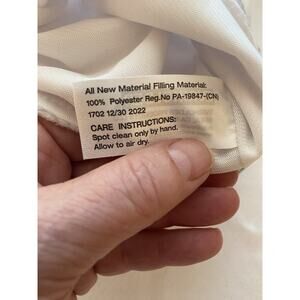 All New Material Filling Material:
100% Polyester Reg.No PA-19847-(CN)
1702 12/30 2022
CARE INSTRUCTIONS:
Spot clean only by hand.
Allow to air dry.